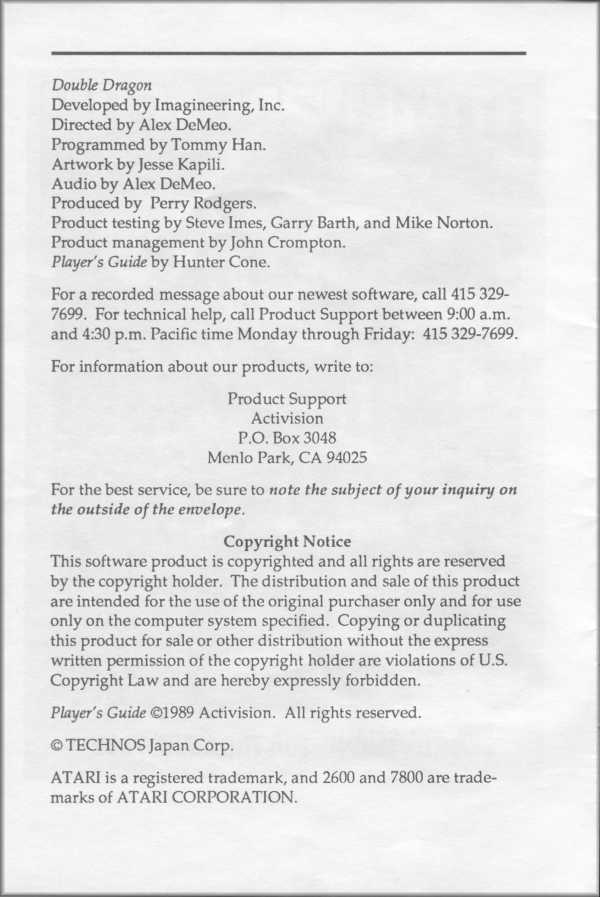 Double Dragon
Developed by Imagineering, Inc.
Directed by Alex DeMeo.
Programmed by Tommy Han.
Artwork by Jesse Kapili.
Audio by Alex DeMeo.
Produced by  Perry Rodgers.
Product testing by Steve Imes, Garry Barth, and Mike Norton.
Product management by John Crompton.
Player's Guide by Hunter Cone.
For a recorded message about our newest software, call 415 329-
7699.  For technical help, call Product Support between 9:00 a.m.
and 4:30 p.m. Pacific time Monday through Friday:  415 329-7699.
For information about our products, write to:
Product Support
Activision
P.O. Box 3048
Menlo Park, CA 94025
For the best service, be sure to note the subject of your inquiry on
the outside of the envelope.
Copyright Notice
This software product is copyrighted and all rights are reserved
by the copyright holder.  The distribution and sale of this product
are intended for the use of the original purchaser only and for use
only on the computer system specified.  Copying or duplicating
this product for sale or other distribution without the express
written permission of the copyright holder are violations of U.S.
Copyright Law and are hereby expressly forbidden.
Player's Guide ©1989 Activision.  All rights reserved.
© TECHNOS Japan Corp.
ATARI is a registered trademark, and 2600 and 7800 are trade-
marks of ATARI CORPORATION.